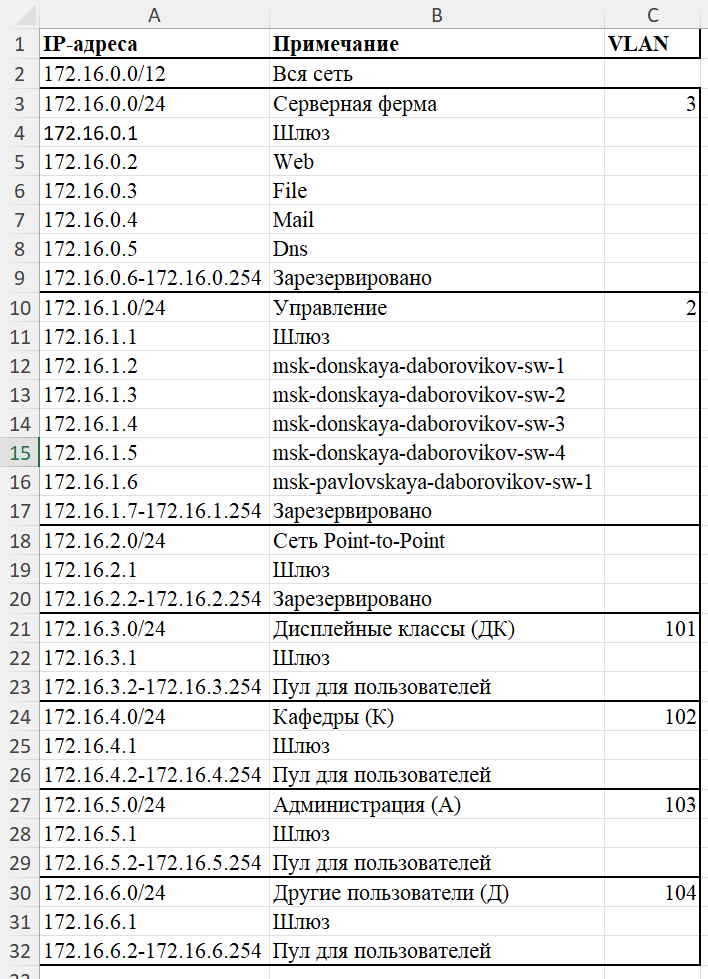 A B C
1 IP-адреса Примечание VLAN
2 172.16.0.0/12 Вся сеть
3 172.16.0.0/24 Серверная ферма 3
4 172.16.0.1 Шлюз
5 172.16.0.2 Web
6 172.16.0.3 File
7 172.16.0.4 Mail
8 172.16.0.5 Dns
9 172.16.0.6-172.16.0.254 Зарезервировано
10 172.16.1.0/24 Управление 2
11 172.16.1.1 Шлюз
12 172.16.1.2 msk-donskaya-daborovikov-sw-1
13 172.16.1.3 msk-donskaya-daborovikov-sw-2
14 172.16.1.4 msk-donskaya-daborovikov-sw-3
15 172.16.1.5 msk-donskaya-daborovikov-sw-4
16 172.16.1.6 msk-pavlovskaya-daborovikov-sw-1
17 172.16.1.7-172.16.1.254 Зарезервировано
18 172.16.2.0/24 Сеть Point-to-Point
19 172.16.2.1 Шлюз
20 172.16.2.2-172.16.2.254 Зарезервировано
21 172.16.3.0/24 Дисплейные классы (ДК) 101
22 172.16.3.1 Шлюз
23 172.16.3.2-172.16.3.254 Пул для пользователей
24 172.16.4.0/24 Кафедры (К) 102
25 172.16.4.1 Шлюз
26 172.16.4.2-172.16.4.254 Пул для пользователей
27 172.16.5.0/24 Администрация (А) 103
28 172.16.5.1 Шлюз
29 172.16.5.2-172.16.5.254 Пул для пользователей
30 172.16.6.0/24 Другие пользователи (Д) 104
31 172.16.6.1 Шлюз
32 172.16.6.2-172.16.6.254 Пул для пользователей